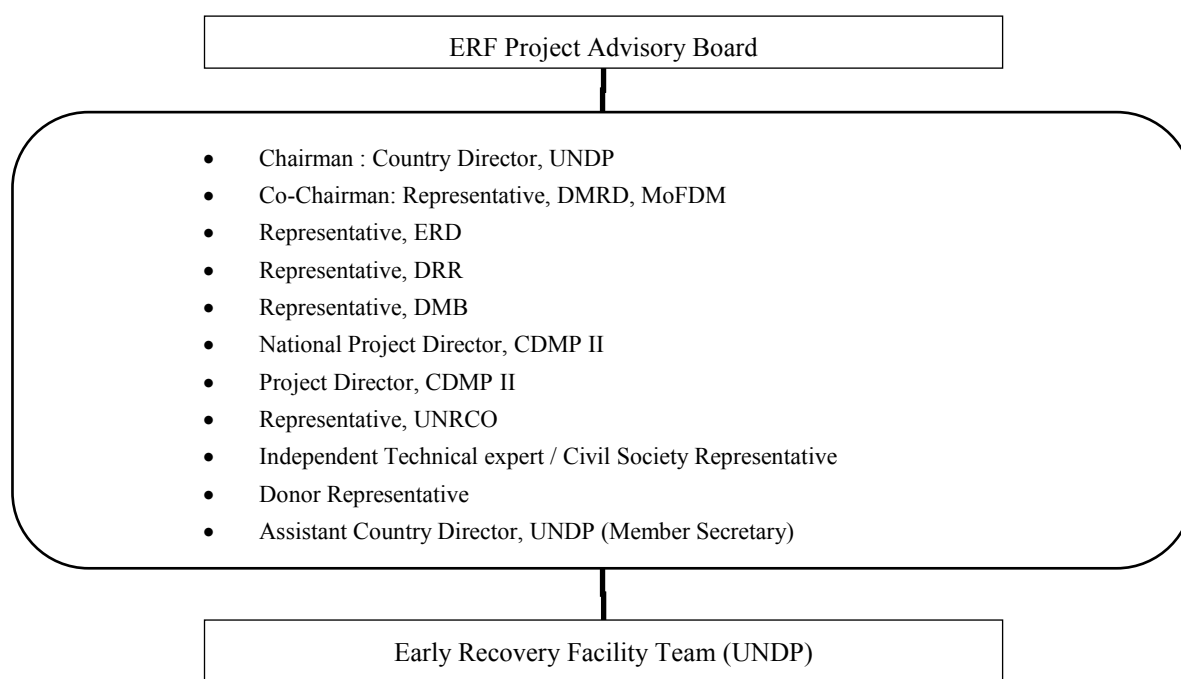 ERF Project Advisory Board
• Chairman : Country Director, UNDP
• Co-Chairman: Representative, DMRD, MoFDM
• Representative, ERD
• Representative, DRR
• Representative, DMB
• National Project Director, CDMP II
• Project Director, CDMP II
• Representative, UNRCO
• Independent Technical expert / Civil Society Representative
• Donor Representative
• Assistant Country Director, UNDP (Member Secretary)
Early Recovery Facility Team (UNDP)